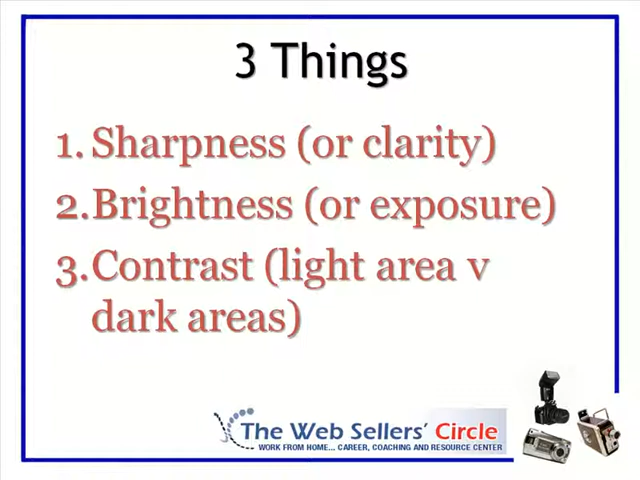 3 Things
1. Sharpness (or clarity)
2. Brightness (or exposure)
3. Contrast (light area v
dark areas)
The Web Sellers' Circle
WORK FROM HOME... CAREER, COACHING AND RESOURCE CENTER